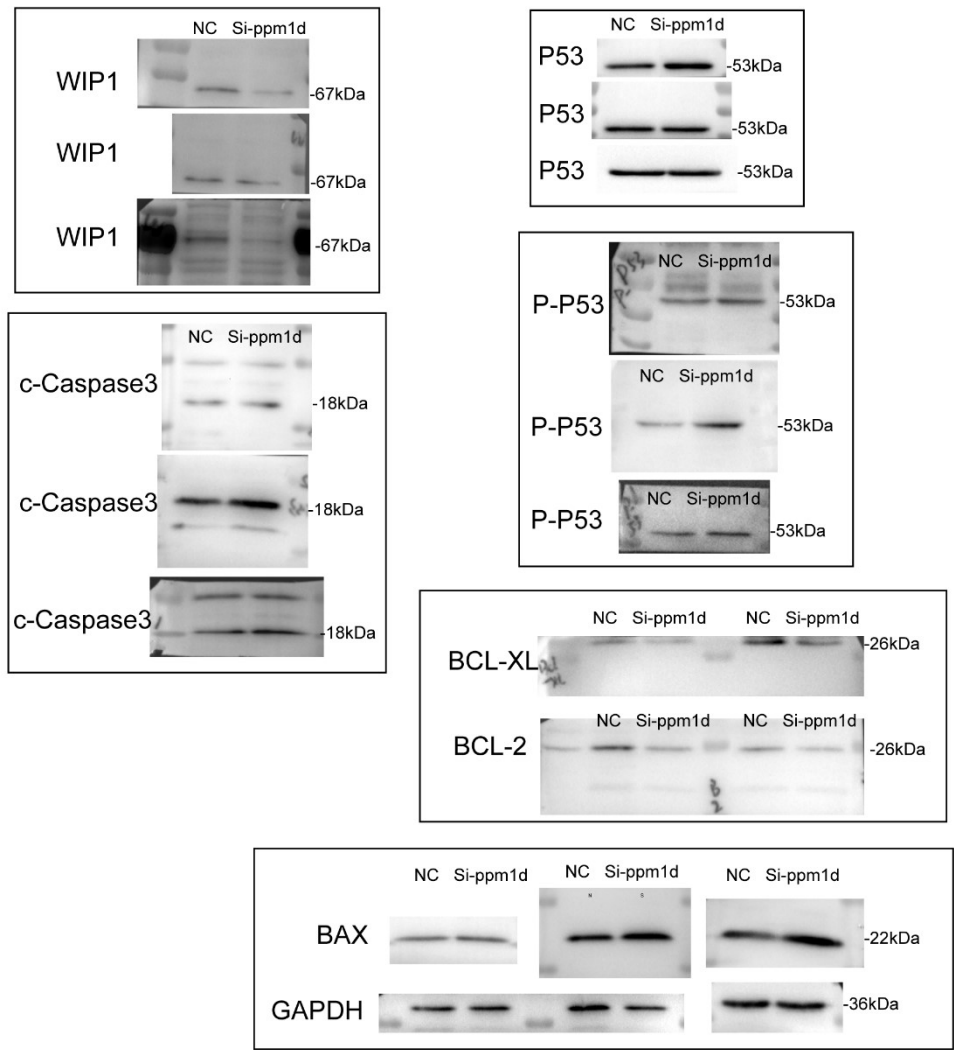 NC Si-ppm1d
WIP1
-67kDa
WIP1
-67kDa
WIP1
-67kDa
NC Si-ppm1d
P53
-53kDa
P53
-53kDa
P53
-53kDa
NC Si-ppm1d
c-Caspase3
-18kDa
c-Caspase3
-18kDa
c-Caspase3
-18kDa
P53
NC Si-ppm1d
P-P53
-53kDa
NC Si-ppm1d
P-P53
-53kDa
NC Si-ppm1d
P-P53
-53kDa
NC Si-ppm1d NC Si-ppm1d
BCL-XL
-26kDa
NC Si-ppm1d NC Si-ppm1d
BCL-2
-26kDa
B
2
NC Si-ppm1d NC Si-ppm1d NC Si-ppm1d
N S
BAX
-22kDa
GAPDH
-36kDa